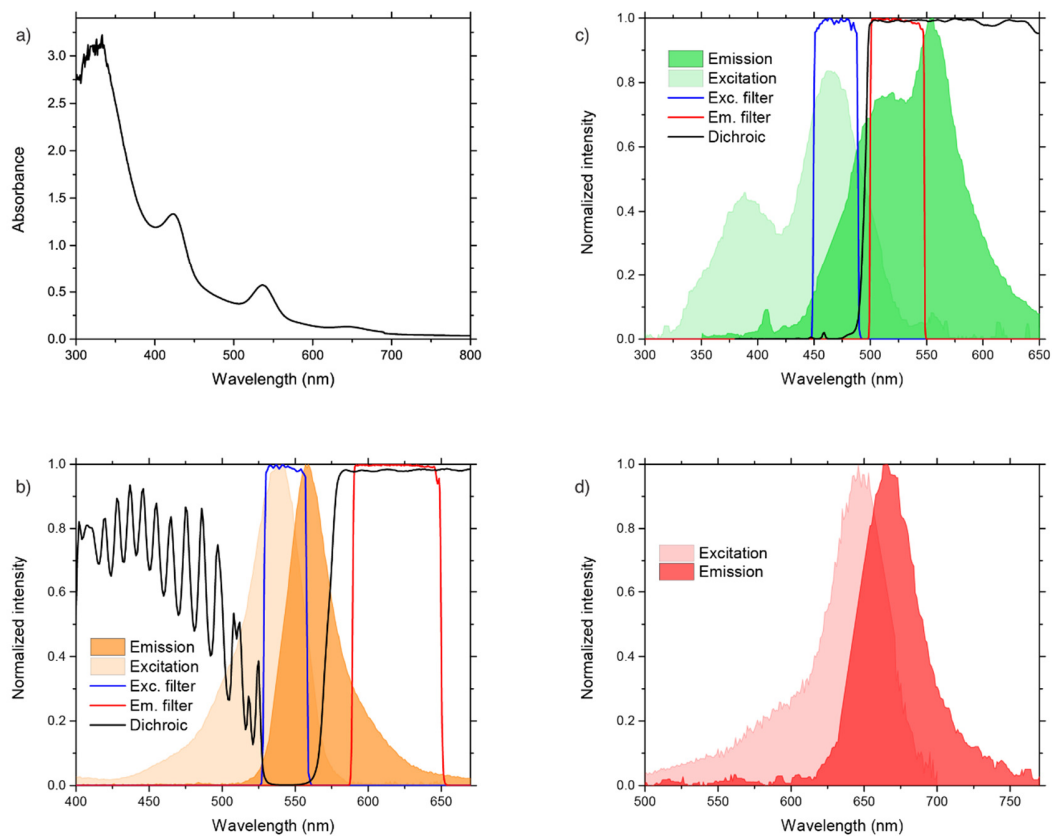 a)
3.0
2.5
2.0
1.5
1.0
0.5
0.0
Absorbance
300 400 500 600 700 800
Wavelength (nm)
c)
1.0
0.8
0.6
0.4
0.2
0.0
Normalized intensity
Emission
Excitation
Exc. filter
Em. filter
Dichroic
300 350 400 450 500 550 600 650
Wavelength (nm)
b)
1.0
0.8
0.6
0.4
0.2
0.0
Normalized intensity
Emission
Excitation
Exc. filter
Em. filter
Dichroic
400 450 500 550 600 650
Wavelength (nm)
d)
1.0
0.8
0.6
0.4
0.2
0.0
Normalized intensity
Excitation
Emission
500 550 600 650 700 750
Wavelength (nm)